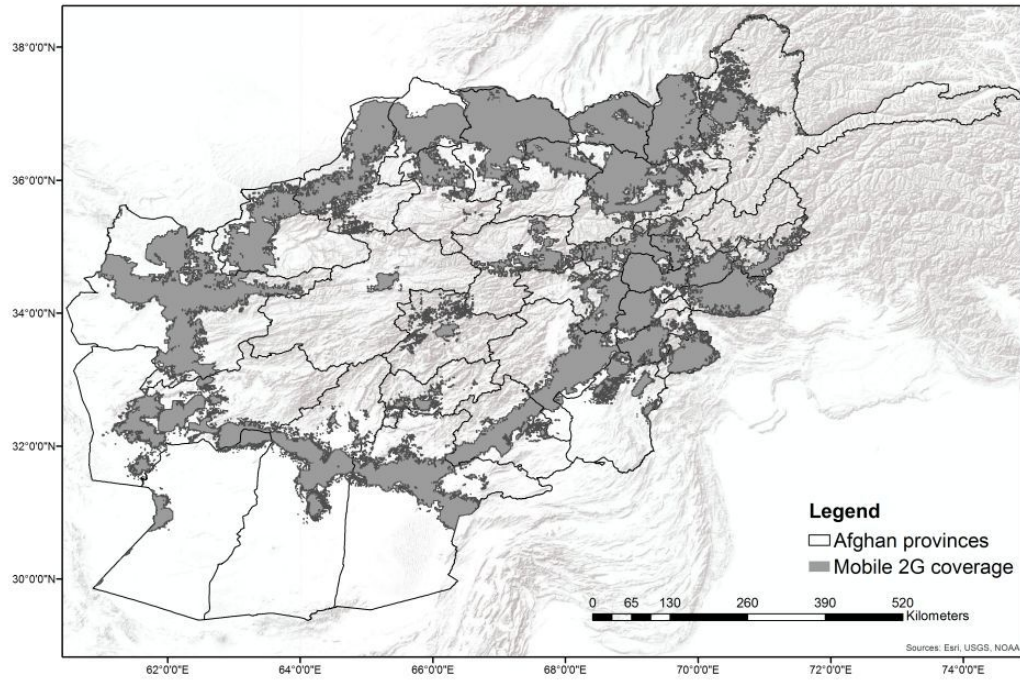 38°0'0"N
36°0'0"N
34°0'0"N
32°0'0"N
30°0'0"N
Legend
Afghan provinces
Mobile 2G coverage
0 65 130 260 390 520
Kilometers
Sources: Esri, USGS, NOAA
62°0'0"E 64°0'0"E 66°0'0"E 68°0'0"E 70°0'0"E 72°0'0"E 74°0'0"E